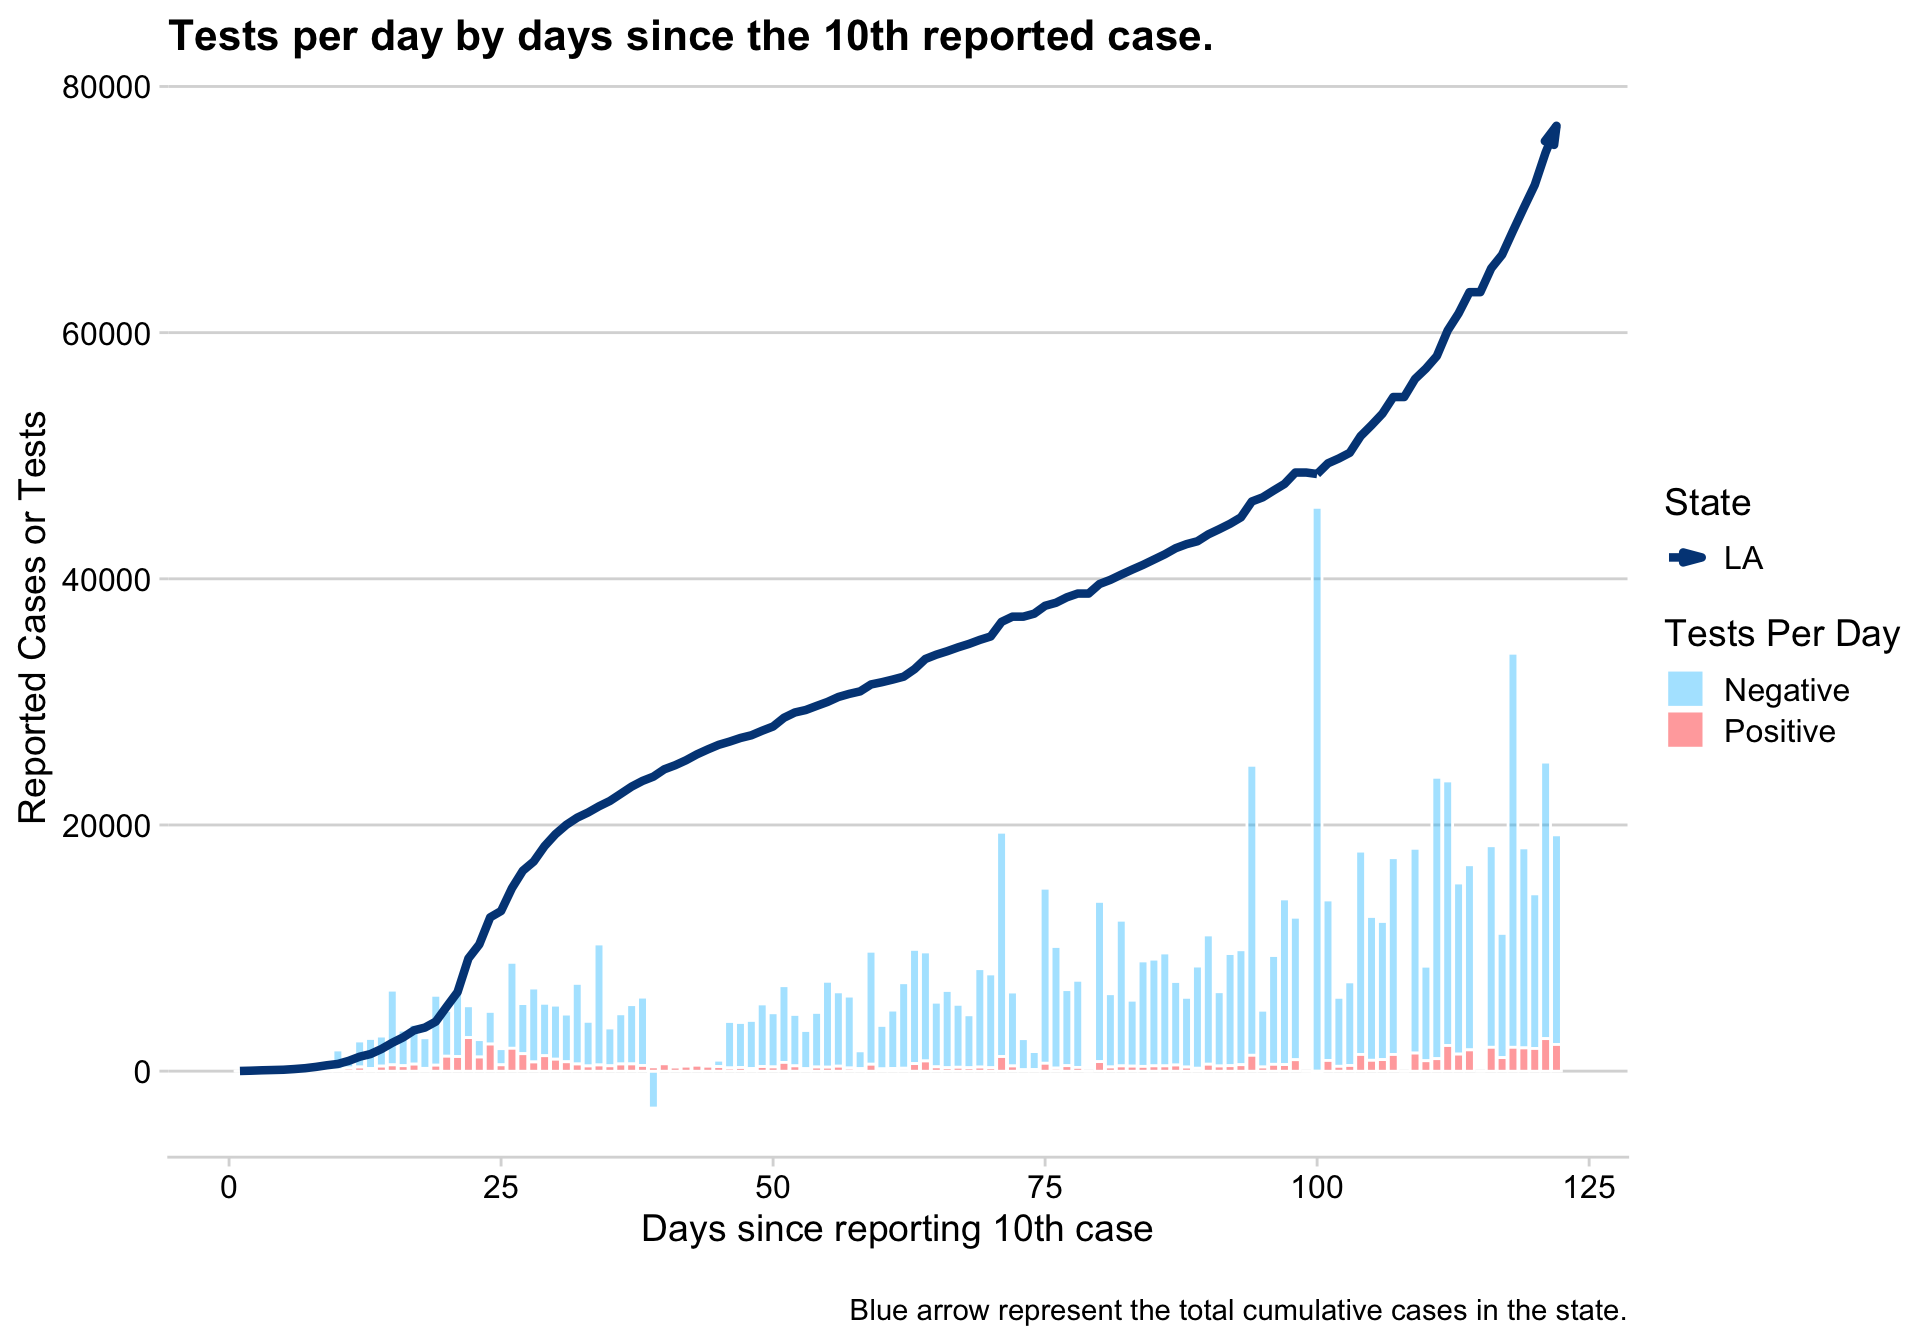 Tests per day by days since the 10th reported case.
80000
60000
40000
20000
0
Reported Cases or Tests
0 25 50 75 100 125
Days since reporting 10th case
State
LA
Tests Per Day
Negative
Positive
Blue arrow represent the total cumulative cases in the state.